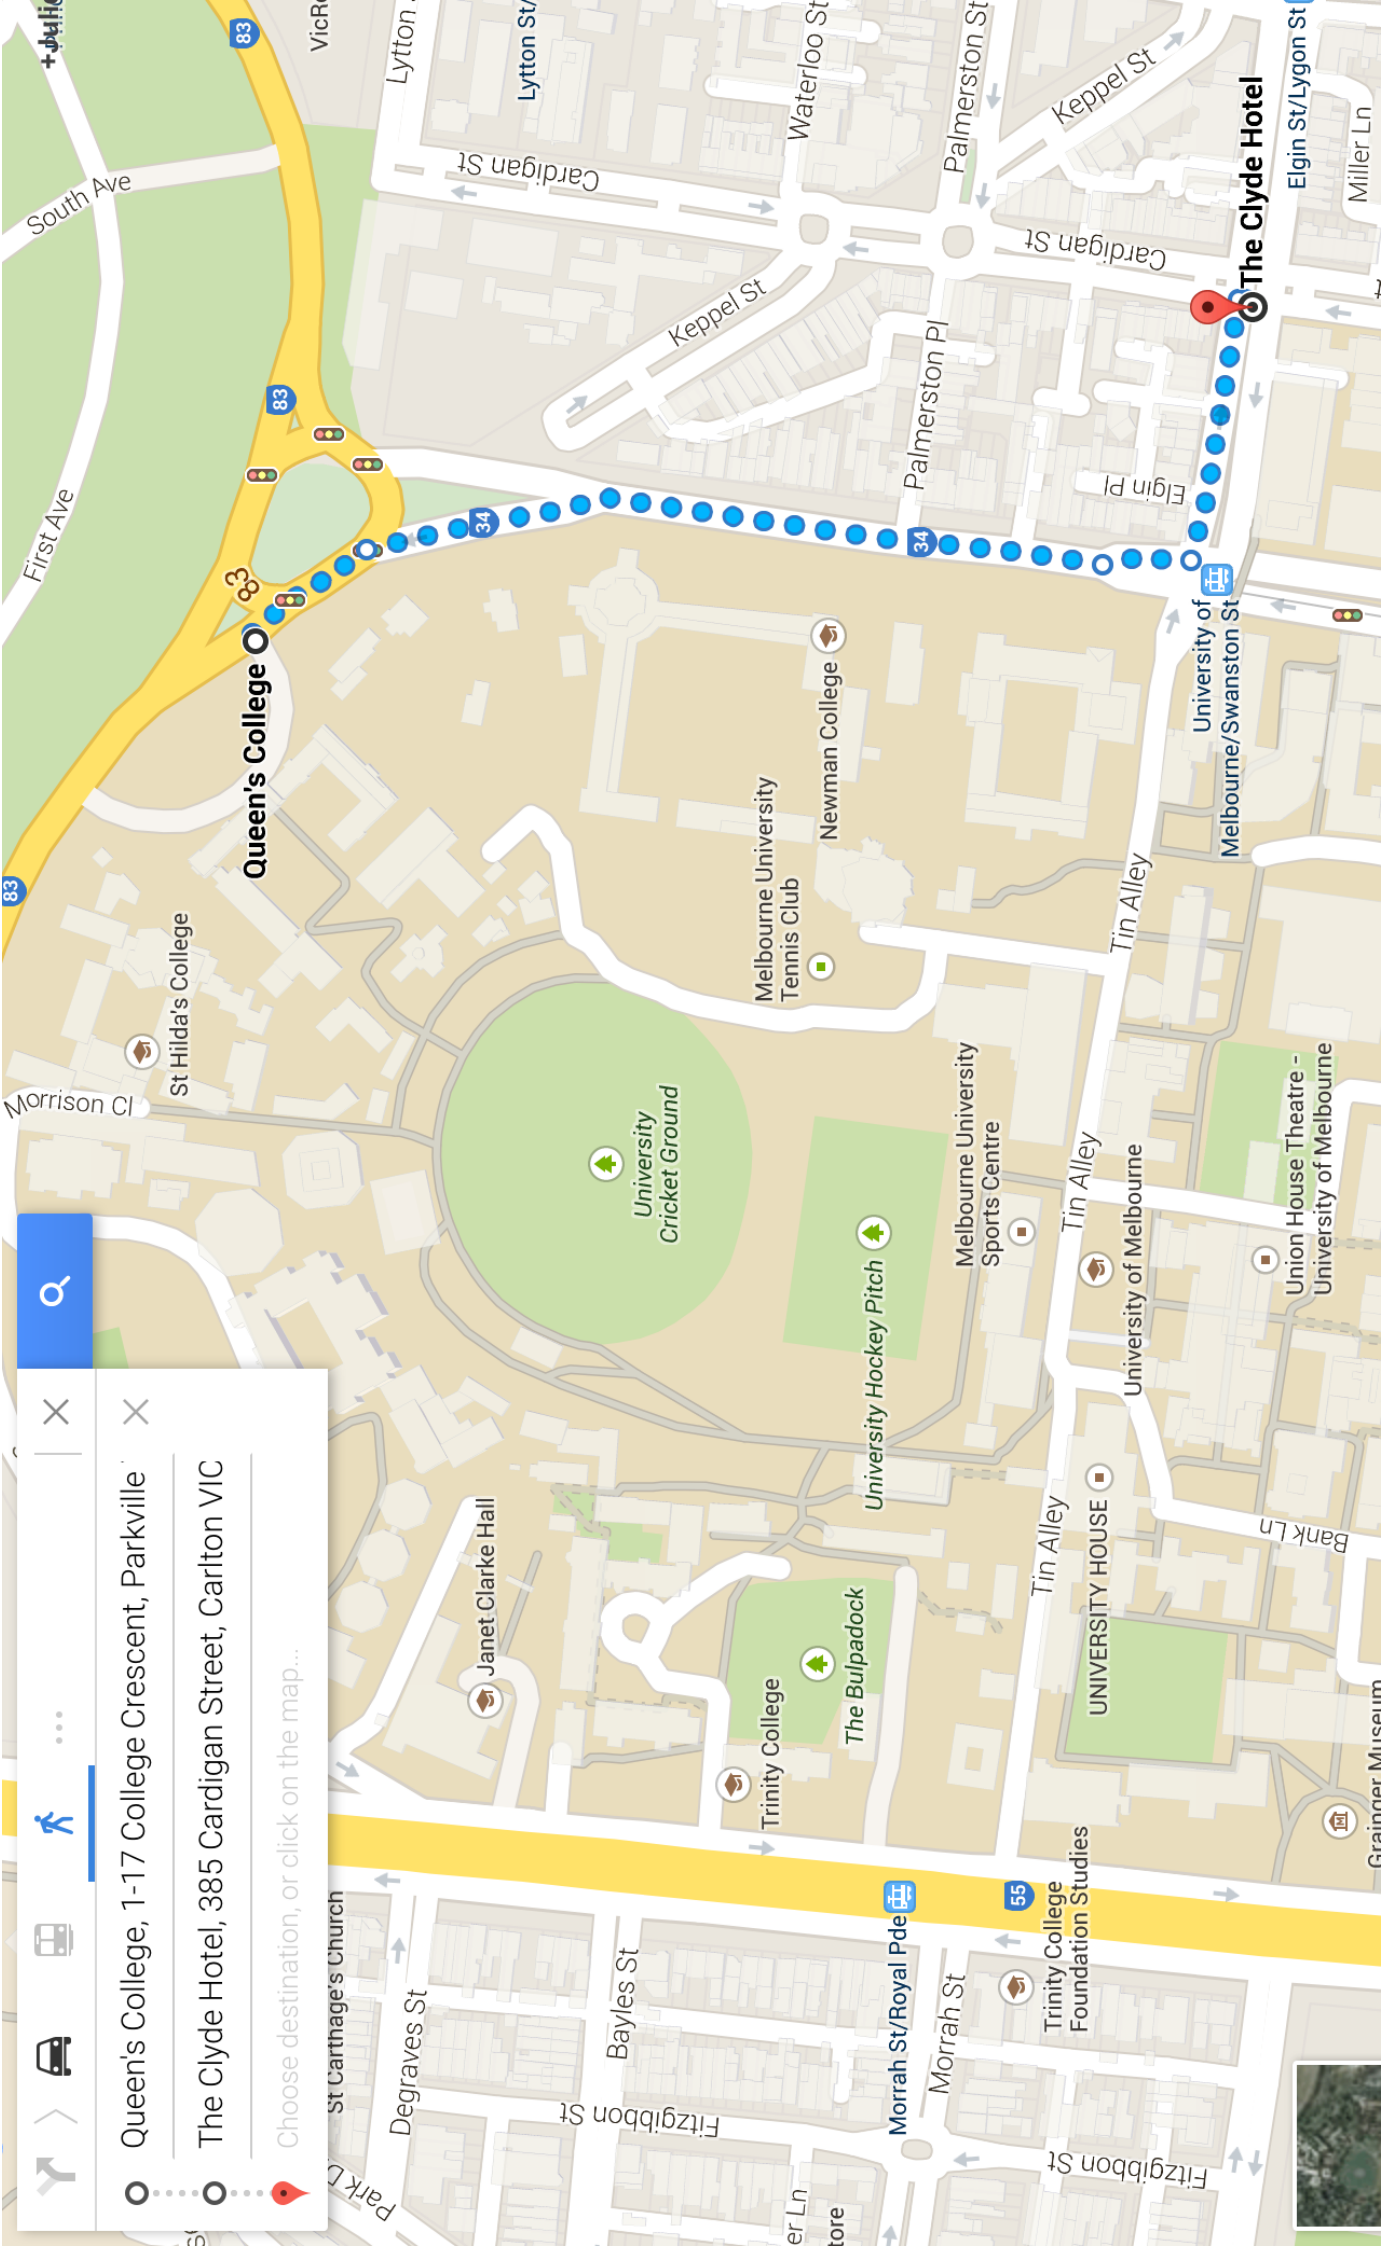 Queen's College, 1-17 College Crescent, Parkville
The Clyde Hotel, 385 Cardigan Street, Carlton VIC
Choose destination, or click on the map...
83
83
83
83
34
34
55
+Julie
South Ave
First Ave
Lytton
Lytton St/
Waterloo St
Palmerston St
Keppel St
Cardigan St
Keppel St
Cardigan St
Palmerston Pl
Elgin Pl
The Clyde Hotel
Elgin St/Lygon St
Miller Ln
Queen's College
St Hilda's College
Morrison Cl
Newman College
Melbourne University
Tennis Club
University of
Melbourne/Swanston St
Tin Alley
University
Cricket Ground
University Hockey Pitch
Melbourne University
Sports Centre
Tin Alley
University of Melbourne
Union House Theatre -
University of Melbourne
Janet Clarke Hall
Trinity College
The Bulpadock
Tin Alley
UNIVERSITY HOUSE
Bank Ln
Grainger Museum
St Carthage's Church
Degraves St
Bayles St
Fitzgibbon St
Morrah St/Royal Pde
Morrah St
Trinity College
Foundation Studies
Fitzgibbon St
Park D
er Ln
tore